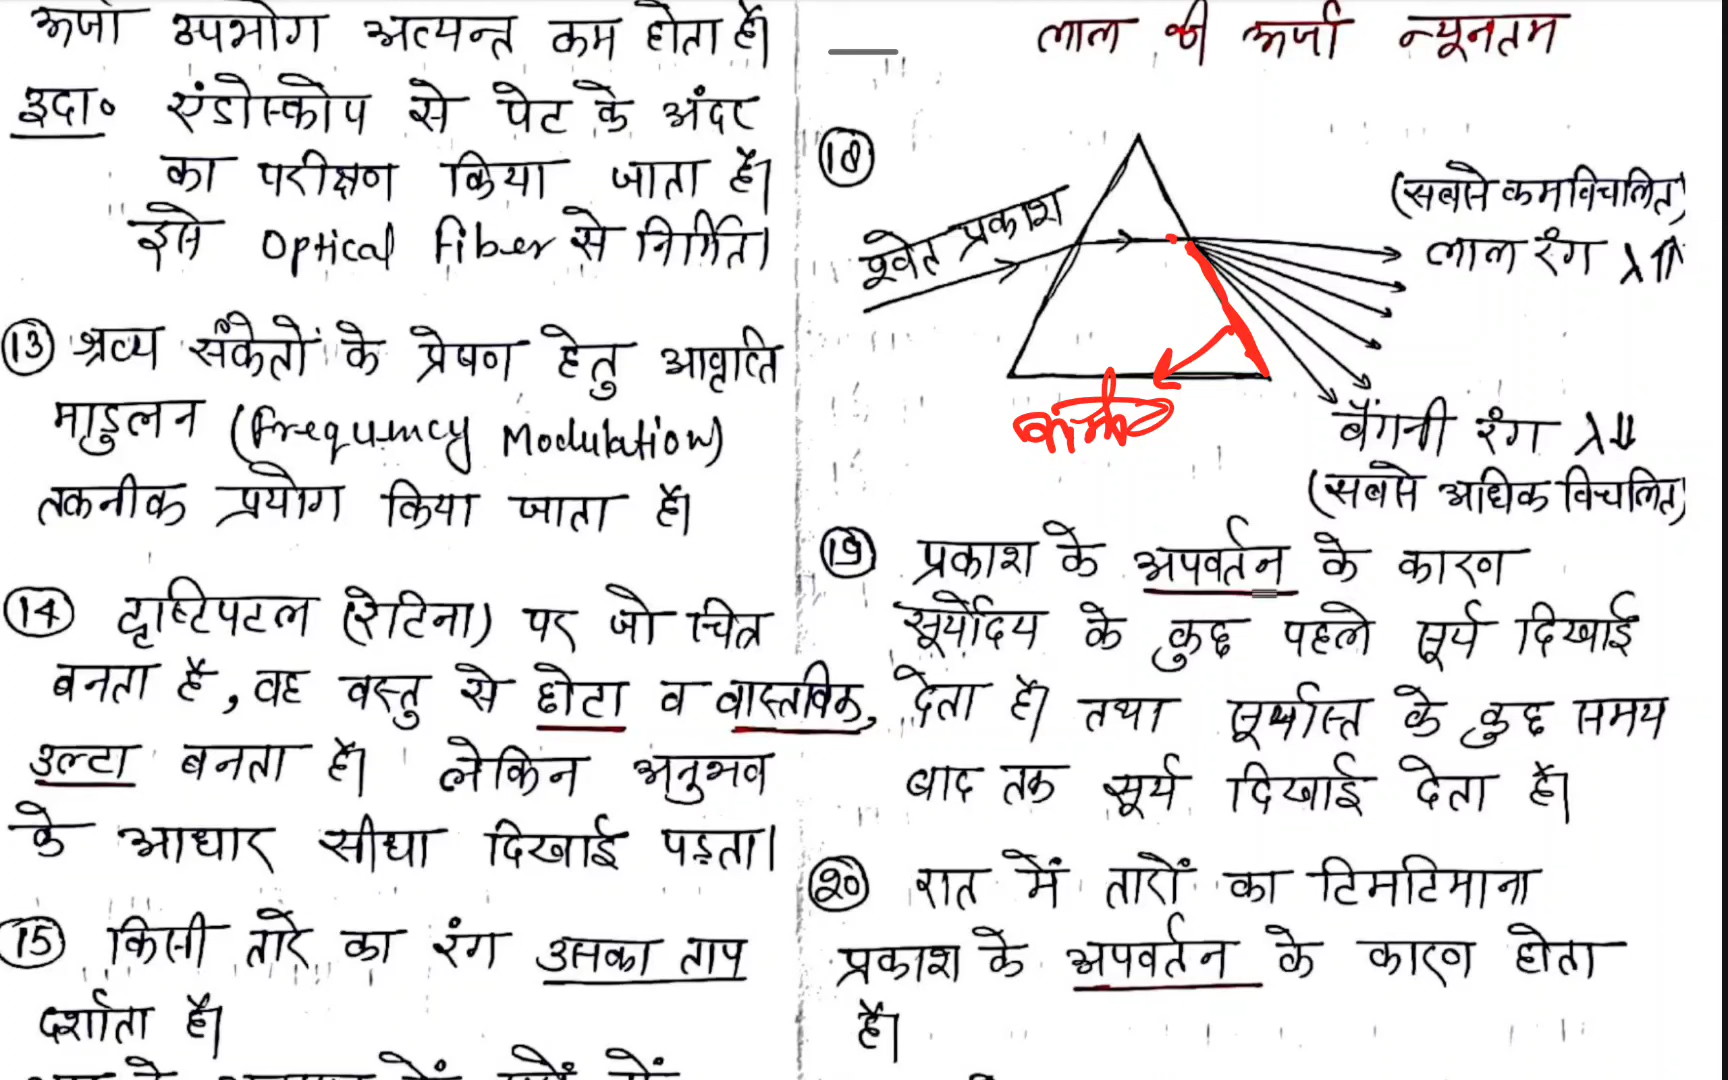 ऊर्जा उपभोग अत्यन्त कम होता है।
उदा० एंडोस्कोप से पेट के अंदर
का परीक्षण किया जाता है।
इसे Optical Fiber से निर्मित।
(13) श्रव्य संकेतों के प्रेषण हेतु आवृत्ति
माडुलन (Frequency Modulation)
तकनीक प्रयोग किया जाता है।
(14) दृष्टिपटल (रेटिना) पर जो चित्र
बनता है, वह वस्तु से छोटा व वास्तविक,
उल्टा बनता है। लेकिन अनुभव
के आधार सीधा दिखाई पड़ता।
(15) किसी तारे का रंग उसका ताप
दर्शाता है।
लाल की ऊर्जा न्यूनतम
(18)
श्वेत प्रकाश
(सबसे कम विचलित)
लाल रंग λ⇑
बैंगनी रंग λ⇓
(सबसे अधिक विचलित)
(19) प्रकाश के अपवर्तन के कारण
सूर्योदय के कुछ पहले सूर्य दिखाई
देता है। तथा सूर्यास्त के कुछ समय
बाद तक सूर्य दिखाई देता है।
(20) रात में तारों का टिमटिमाना
प्रकाश के अपवर्तन के कारण होता
है।